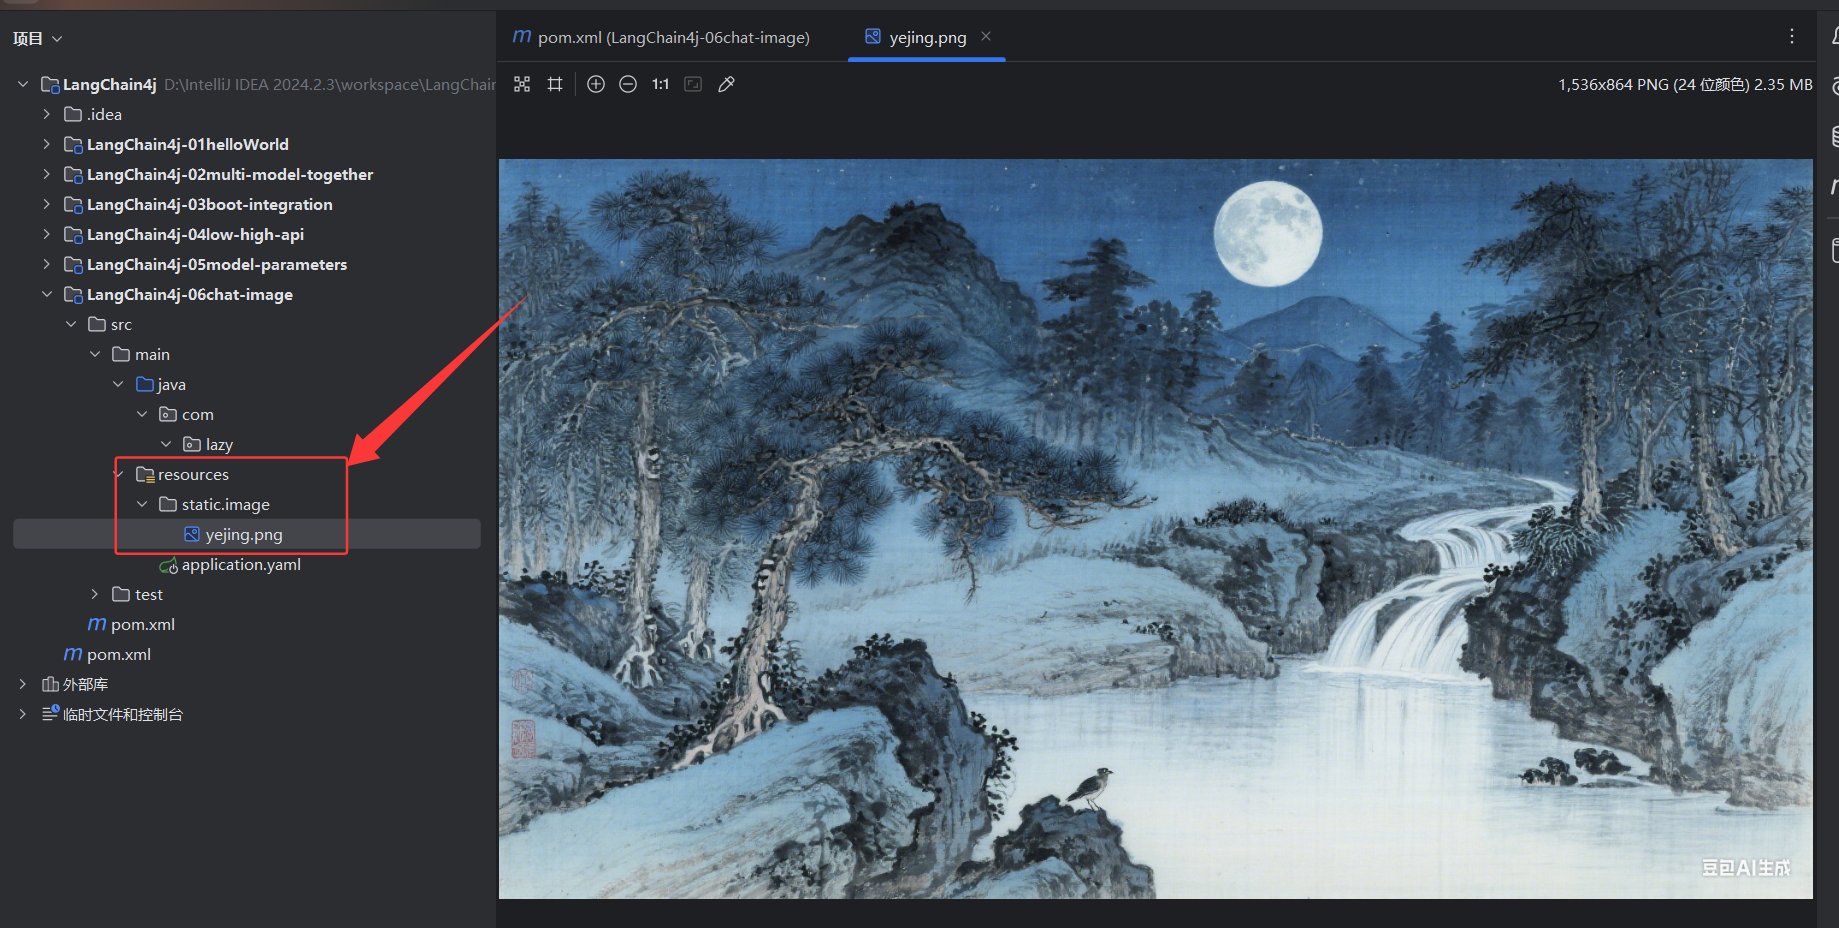 项目
pom.xml (LangChain4j-06chat-image)
yejing.png
LangChain4j D:\IntelliJ IDEA 2024.2.3\workspace\LangChain
1:1
1,536x864 PNG (24 位颜色) 2.35 MB
.idea
LangChain4j-01helloWorld
LangChain4j-02multi-model-together
LangChain4j-03boot-integration
LangChain4j-04low-high-api
LangChain4j-05model-parameters
LangChain4j-06chat-image
src
main
java
com
lazy
resources
static.image
yejing.png
application.yaml
test
pom.xml
pom.xml
外部库
临时文件和控制台
豆包AI生成